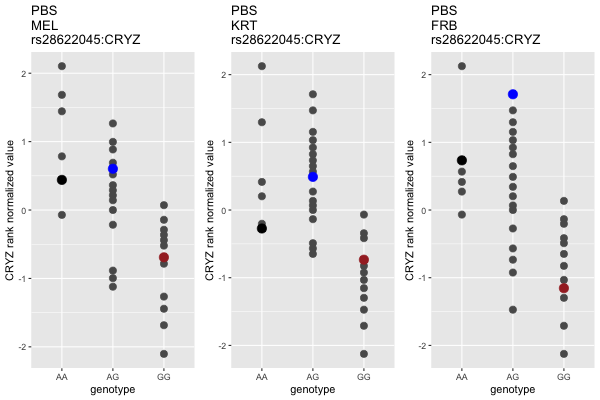 PBS
MEL
rs28622045:CRYZ
CRYZ rank normalized value
2
1
0
-1
-2
AA
AG
GG
genotype
PBS
KRT
rs28622045:CRYZ
CRYZ rank normalized value
2
1
0
-1
-2
AA
AG
GG
genotype
PBS
FRB
rs28622045:CRYZ
CRYZ rank normalized value
2
1
0
-1
-2
AA
AG
GG
genotype